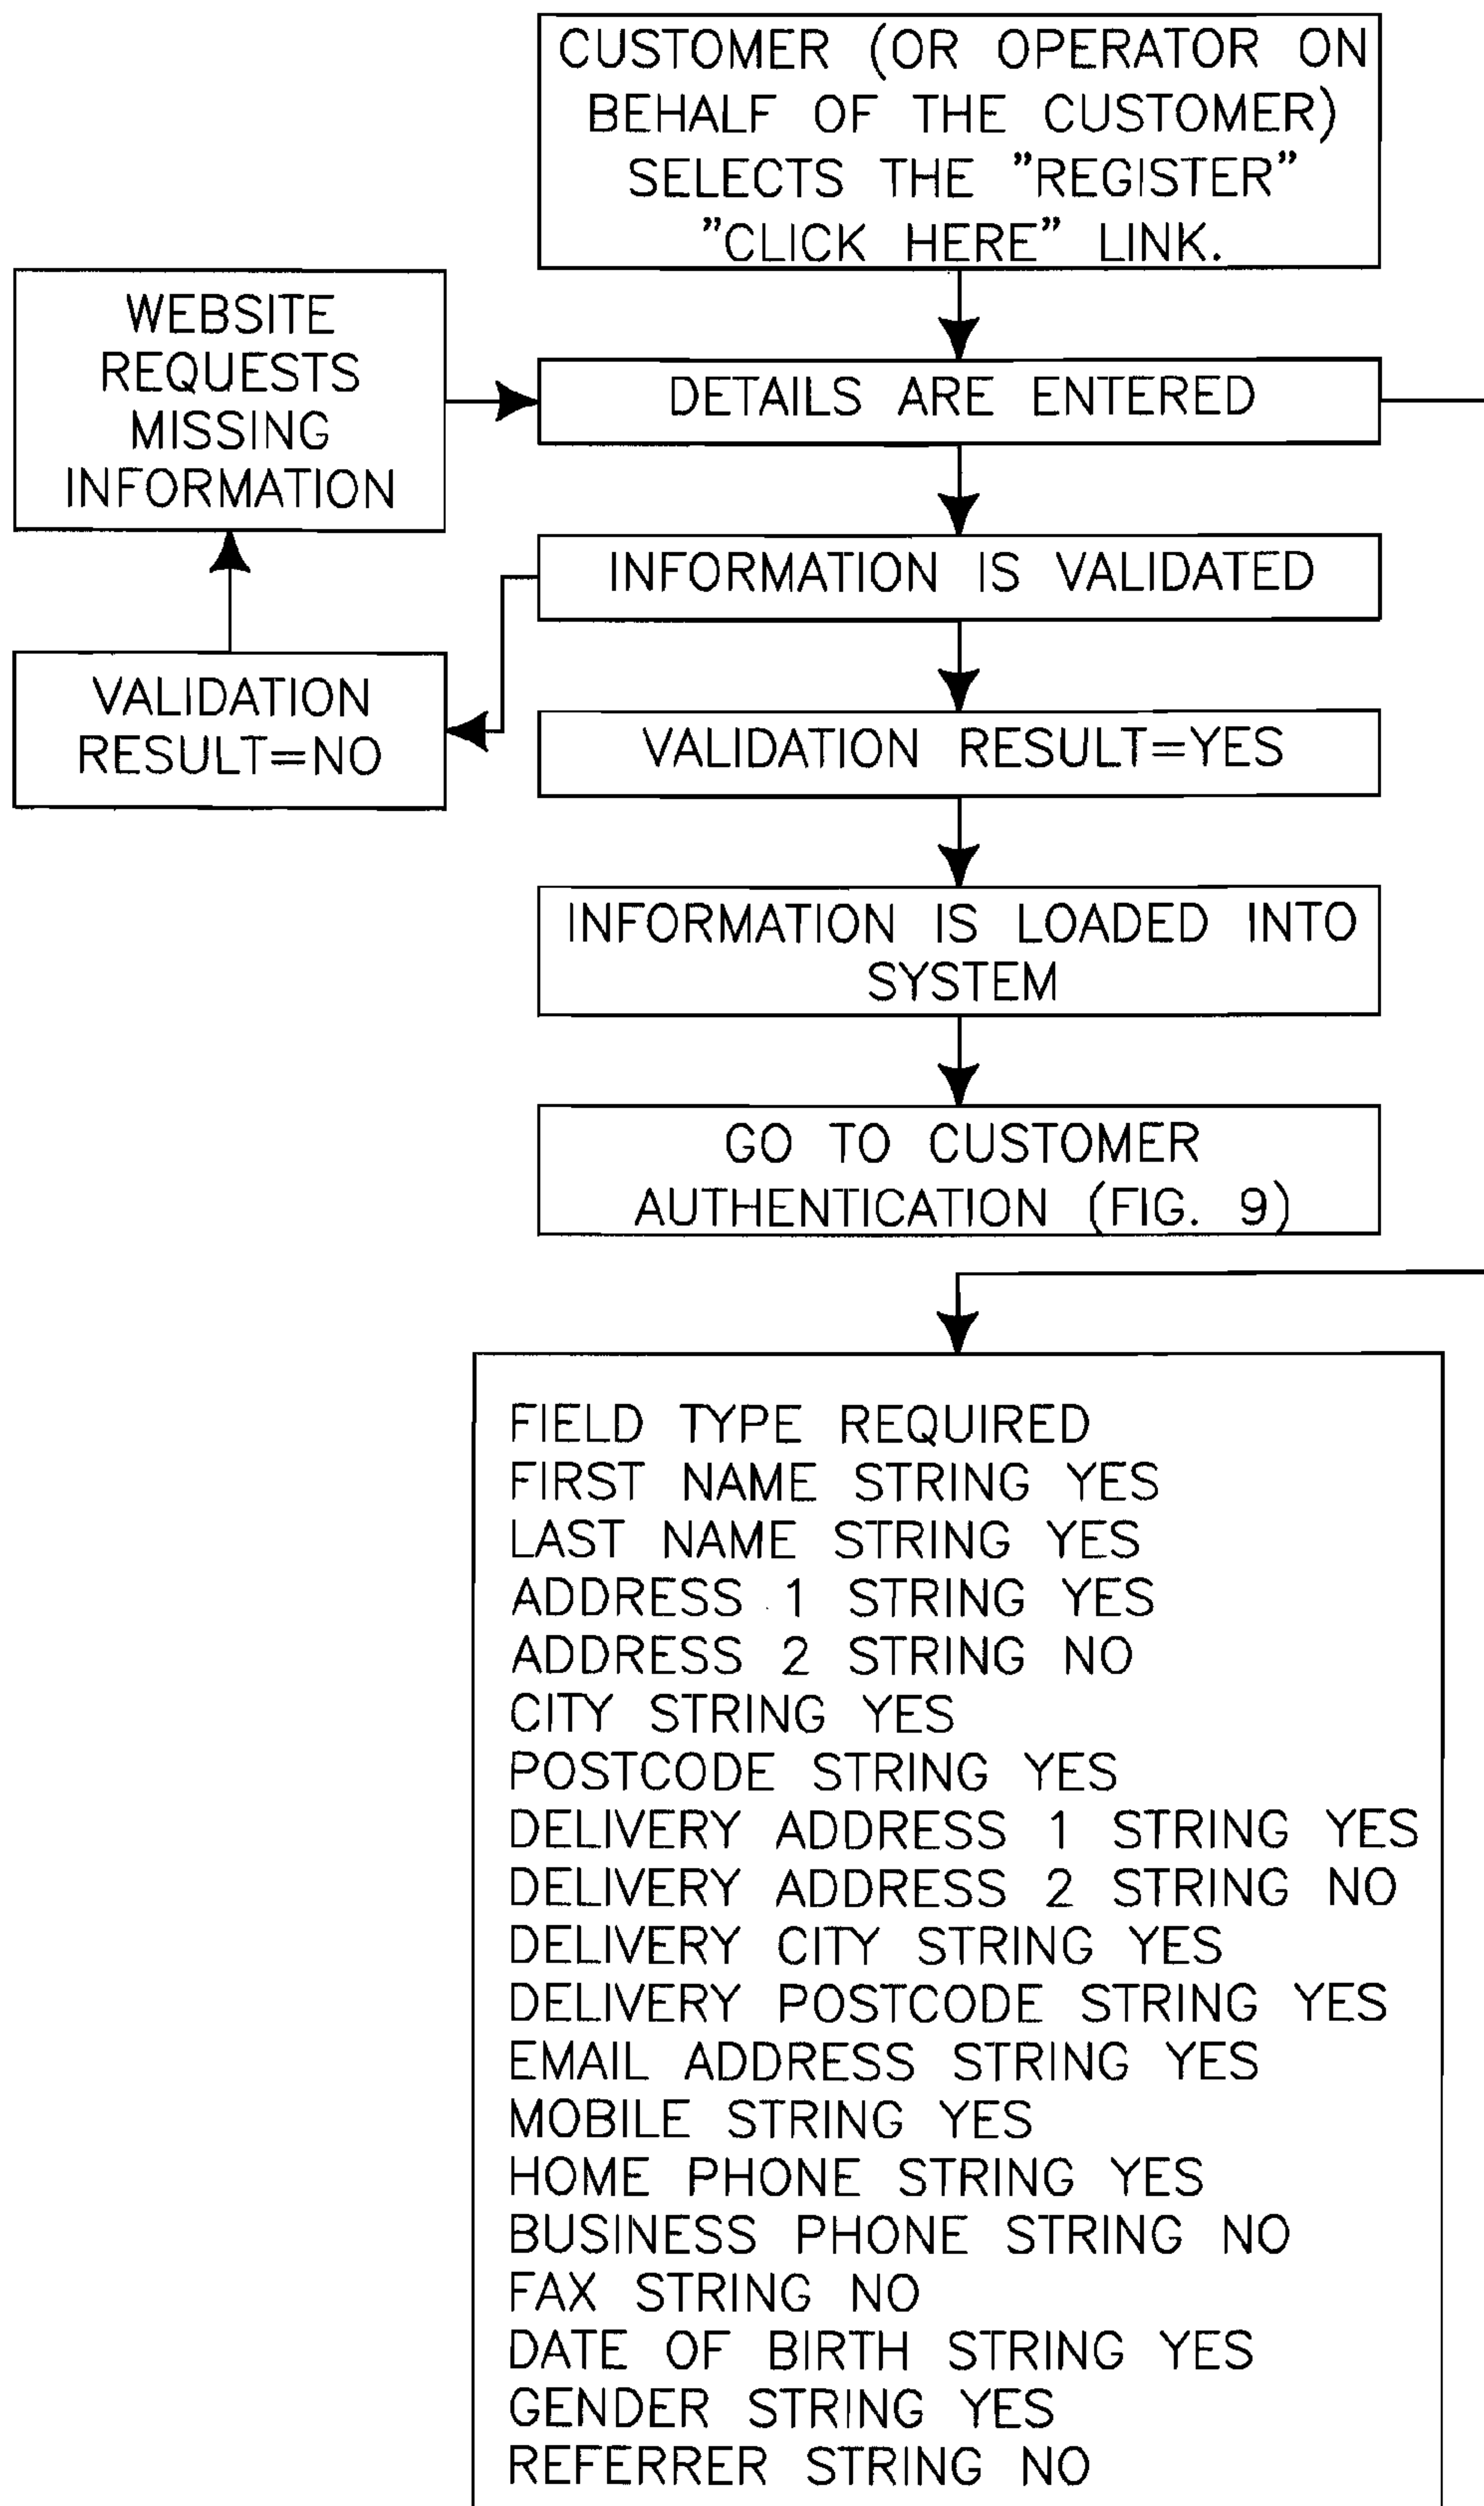 CUSTOMER (OR OPERATOR ON
BEHALF OF THE CUSTOMER)
SELECTS THE "REGISTER"
"CLICK HERE" LINK.
WEBSITE
REQUESTS
MISSING
INFORMATION
DETAILS ARE ENTERED
INFORMATION IS VALIDATED
VALIDATION
RESULT=NO
VALIDATION RESULT=YES
INFORMATION IS LOADED INTO
SYSTEM
GO TO CUSTOMER
AUTHENTICATION (FIG. 9)
FIELD TYPE REQUIRED
FIRST NAME STRING YES
LAST NAME STRING YES
ADDRESS 1 STRING YES
ADDRESS 2 STRING NO
CITY STRING YES
POSTCODE STRING YES
DELIVERY ADDRESS 1 STRING YES
DELIVERY ADDRESS 2 STRING NO
DELIVERY CITY STRING YES
DELIVERY POSTCODE STRING YES
EMAIL ADDRESS STRING YES
MOBILE STRING YES
HOME PHONE STRING YES
BUSINESS PHONE STRING NO
FAX STRING NO
DATE OF BIRTH STRING YES
GENDER STRING YES
REFERRER STRING NO